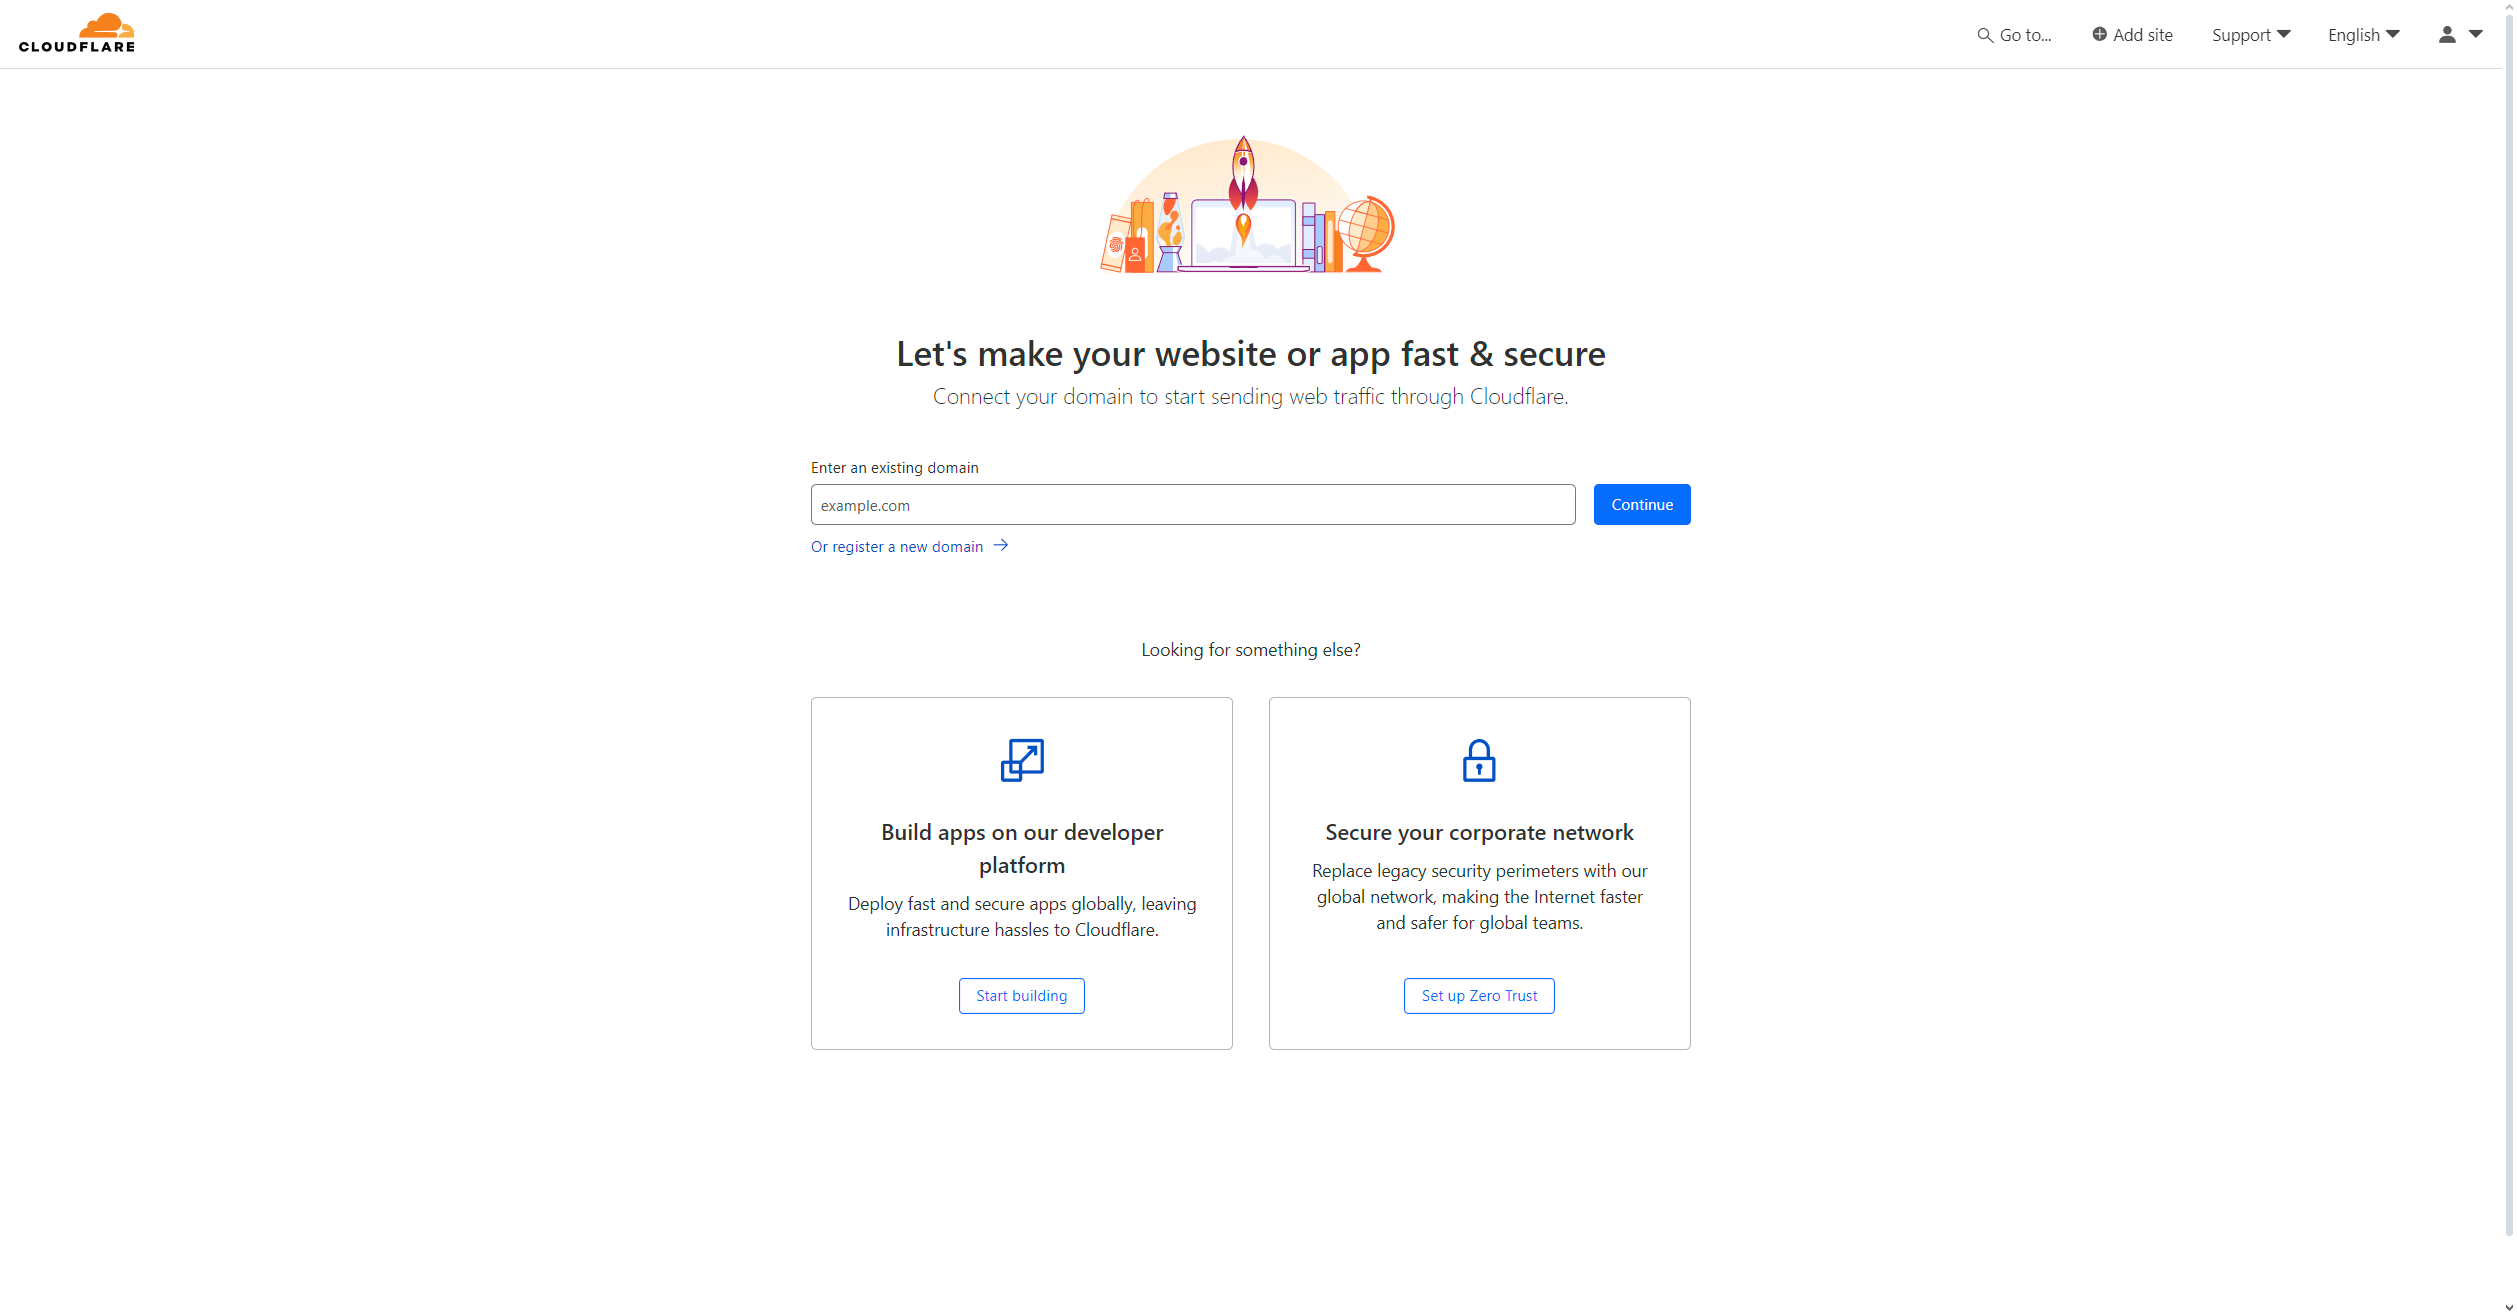 CLOUDFLARE
Go to...
Add site
Support
English
Let's make your website or app fast & secure
Connect your domain to start sending web traffic through Cloudflare.
Enter an existing domain
example.com
Continue
Or register a new domain
Looking for something else?
Build apps on our developer
platform
Deploy fast and secure apps globally, leaving
infrastructure hassles to Cloudflare.
Start building
Secure your corporate network
Replace legacy security perimeters with our
global network, making the Internet faster
and safer for global teams.
Set up Zero Trust